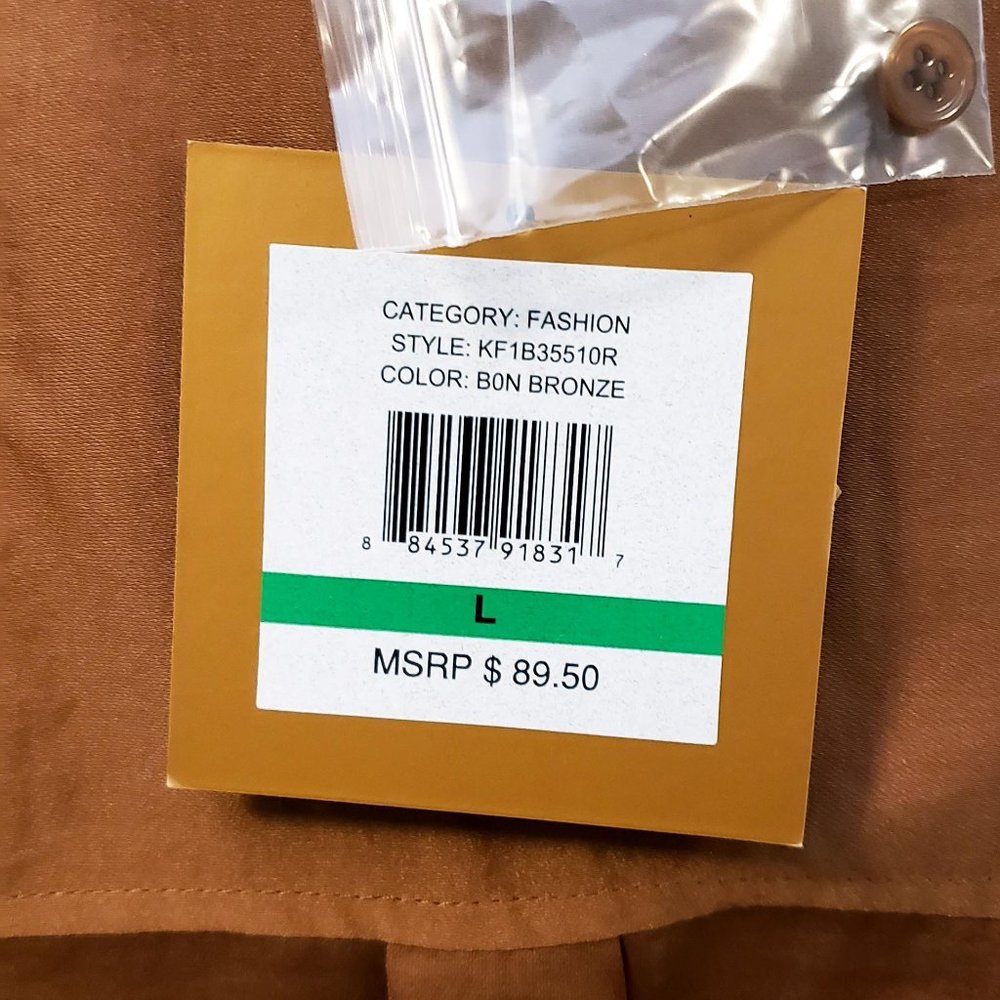 CATEGORY: FASHION
STYLE: KF1B35510R
COLOR: B0N BRONZE
8 84537 91831 7
L
MSRP $ 89.50